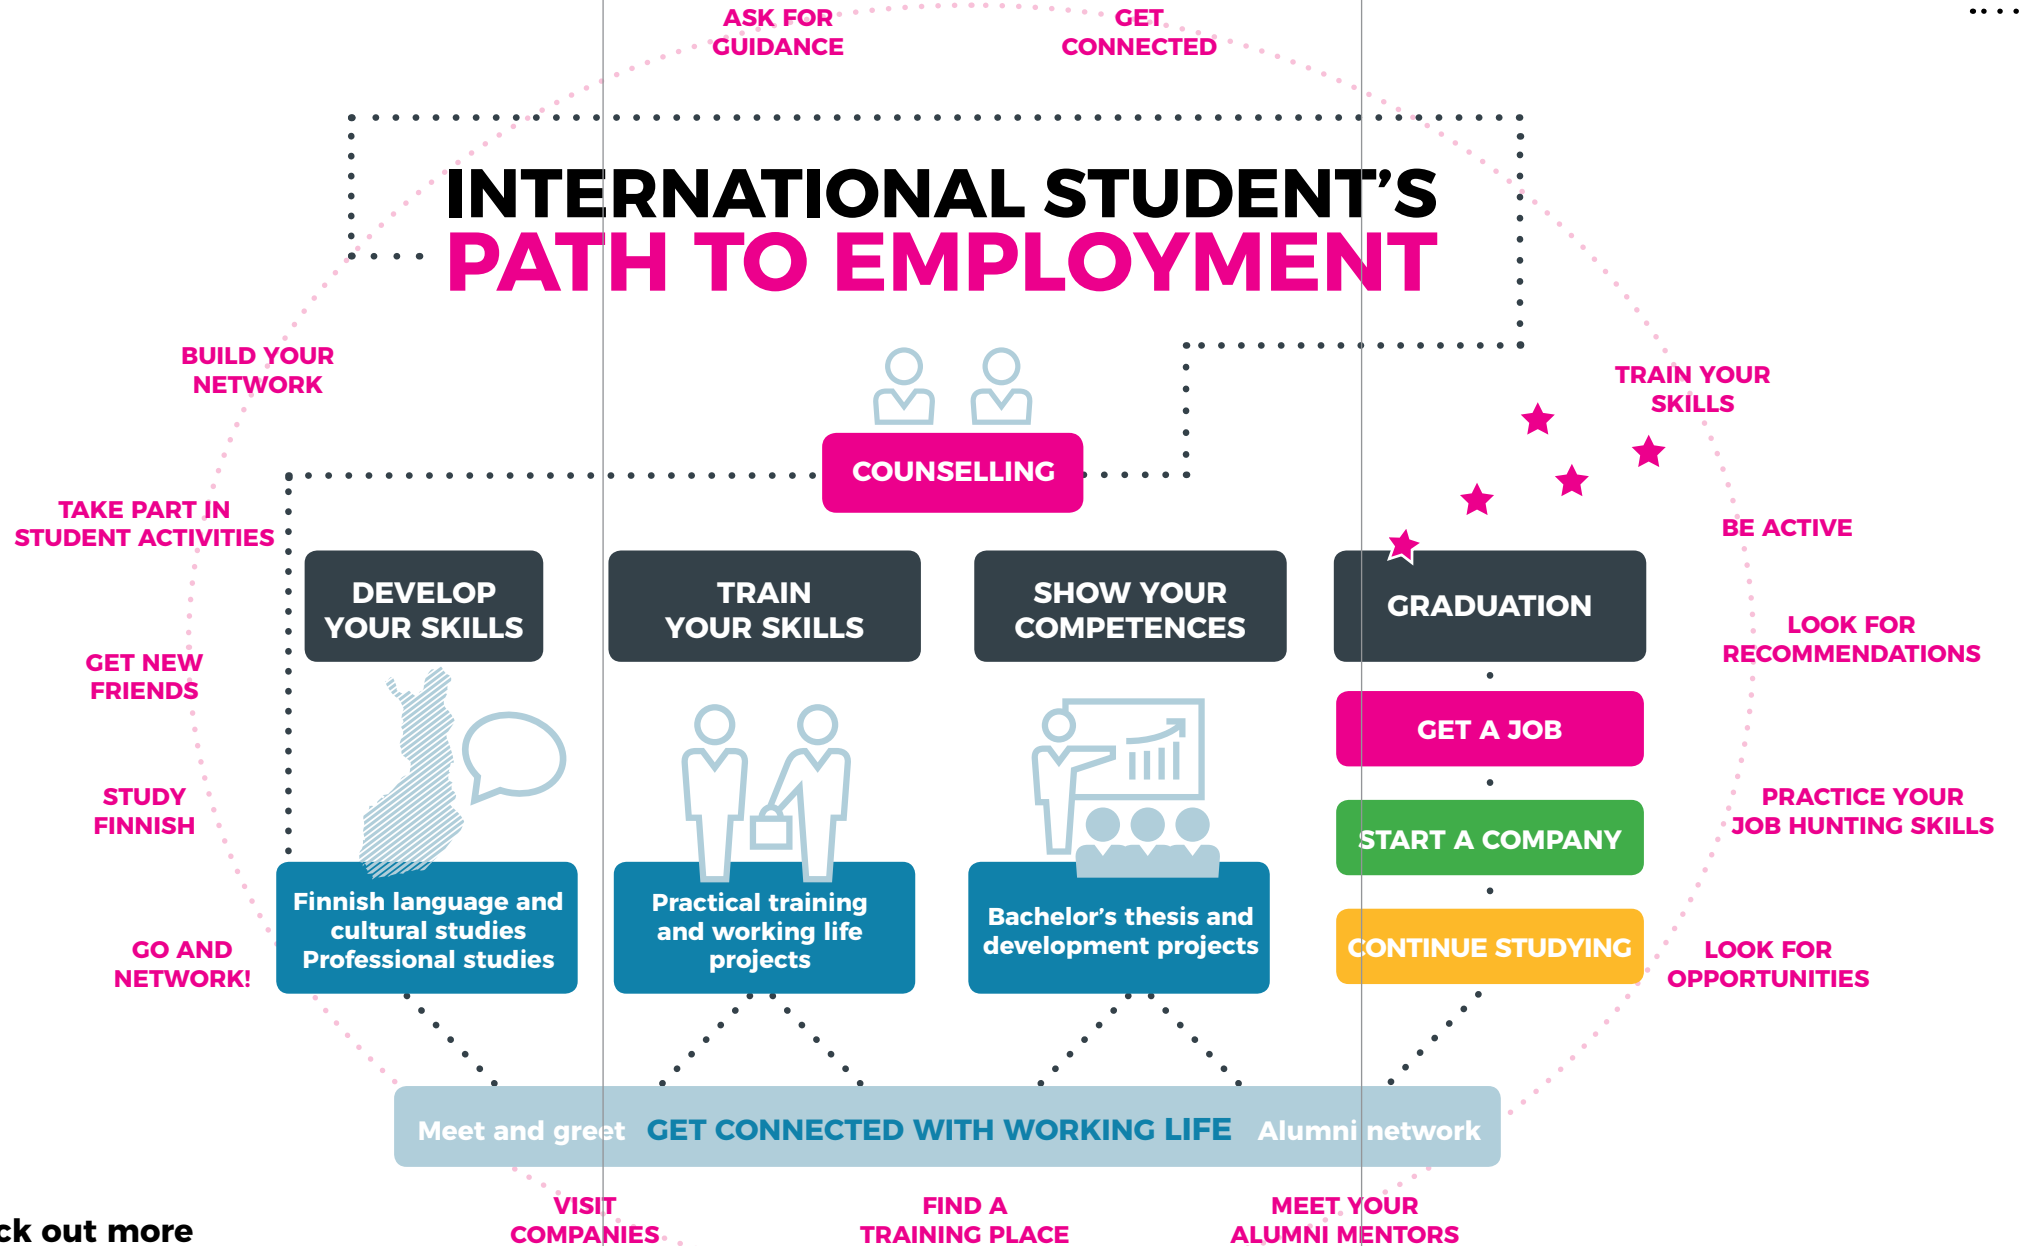 ASK FOR
GUIDANCE
GET
CONNECTED
INTERNATIONAL STUDENT'S
PATH TO EMPLOYMENT
BUILD YOUR
NETWORK
TRAIN YOUR
SKILLS
COUNSELLING
TAKE PART IN
STUDENT ACTIVITIES
BE ACTIVE
DEVELOP
YOUR SKILLS
TRAIN
YOUR SKILLS
SHOW YOUR
COMPETENCES
GRADUATION
LOOK FOR
RECOMMENDATIONS
GET NEW
FRIENDS
GET A JOB
STUDY
FINNISH
START A COMPANY
PRACTICE YOUR
JOB HUNTING SKILLS
Finnish language and
cultural studies
Professional studies
Practical training
and working life
projects
Bachelor's thesis and
development projects
CONTINUE STUDYING
GO AND
NETWORK!
LOOK FOR
OPPORTUNITIES
Meet and greet GET CONNECTED WITH WORKING LIFE Alumni network
VISIT
COMPANIES
FIND A
TRAINING PLACE
MEET YOUR
ALUMNI MENTORS
out more